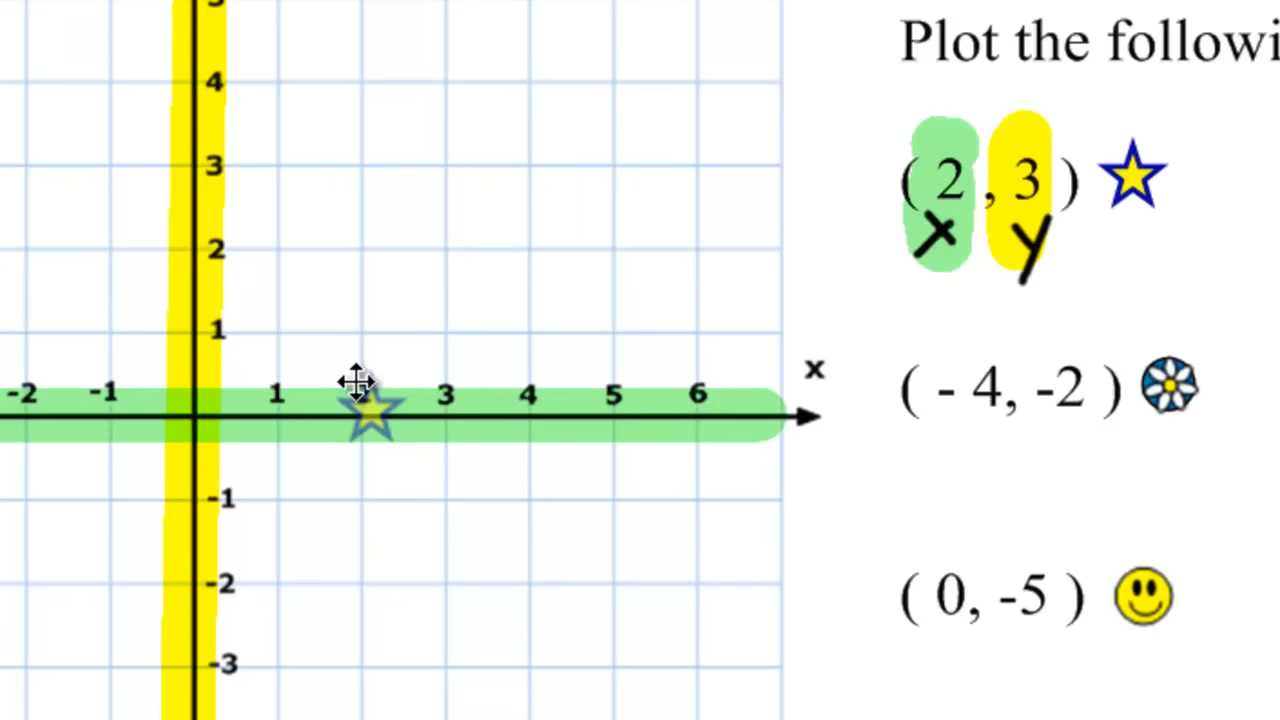 Plot the followi
( 2 , 3 )
x y
( - 4, -2 )
( 0, -5 )
4
3
2
1
x
-2 -1 1 3 4 5 6
-1
-2
-3